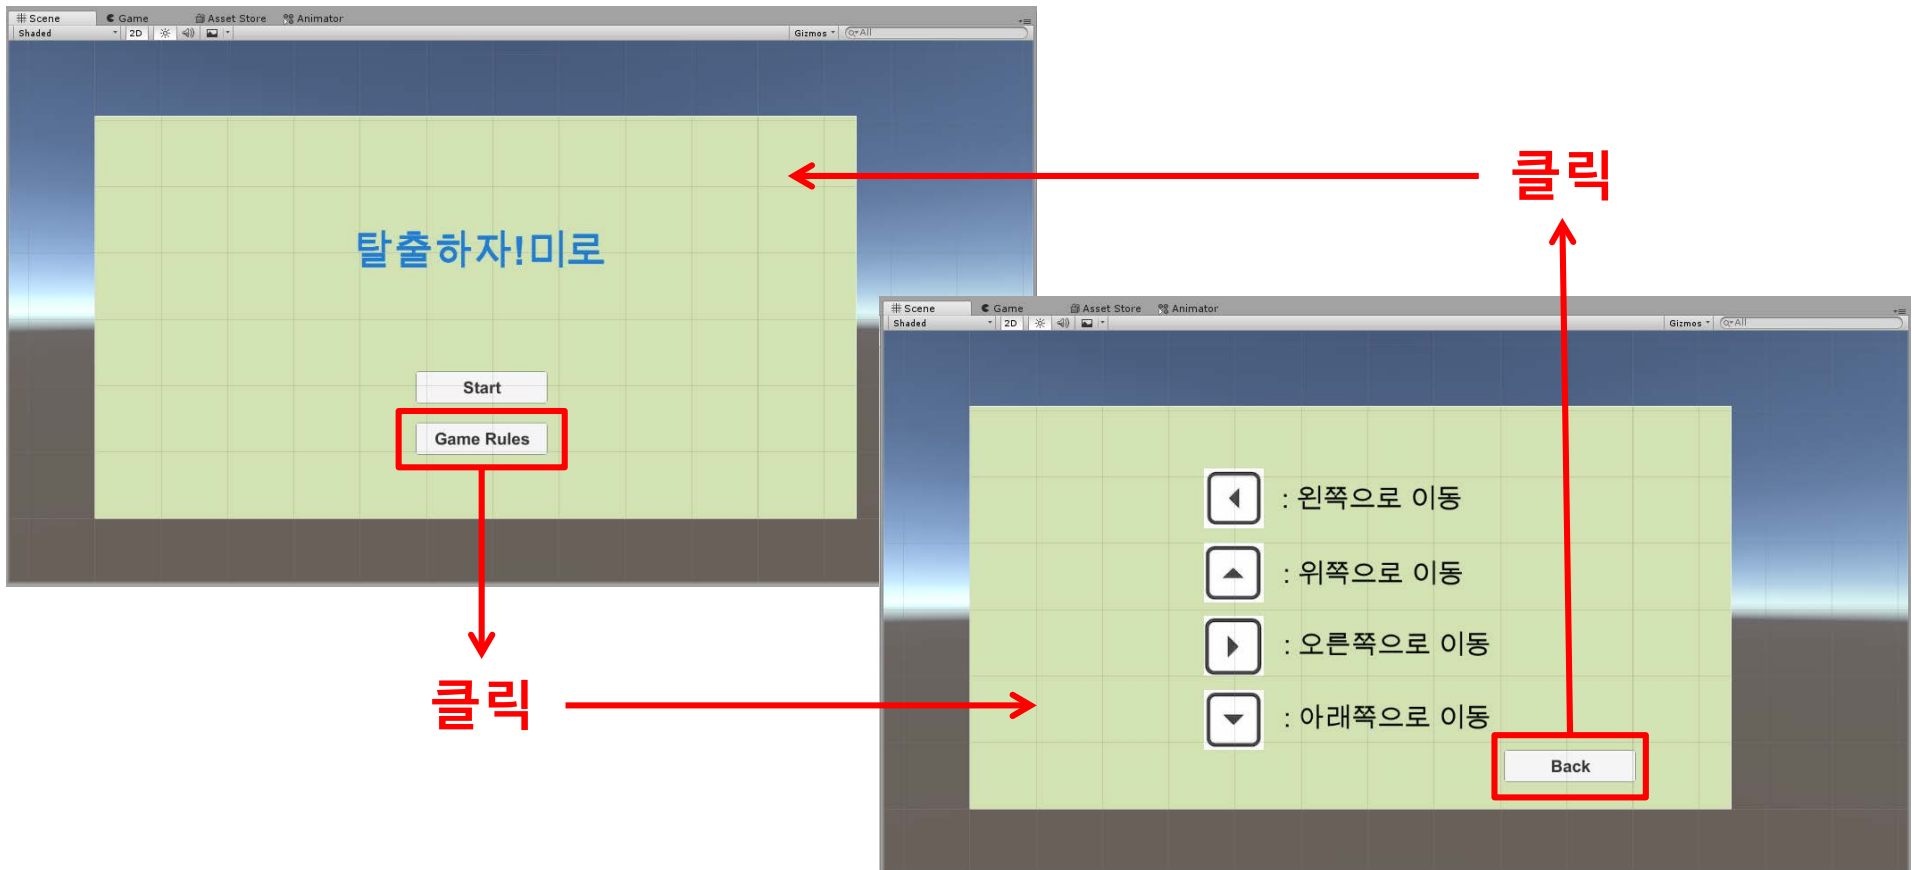 Scene Game Asset Store Animator
Shaded 2D Gizmos All
탈출하자!미로
Start
Game Rules
클릭
클릭
Scene Game Asset Store Animator
Shaded 2D Gizmos All
: 왼쪽으로 이동
: 위쪽으로 이동
: 오른쪽으로 이동
: 아래쪽으로 이동
Back